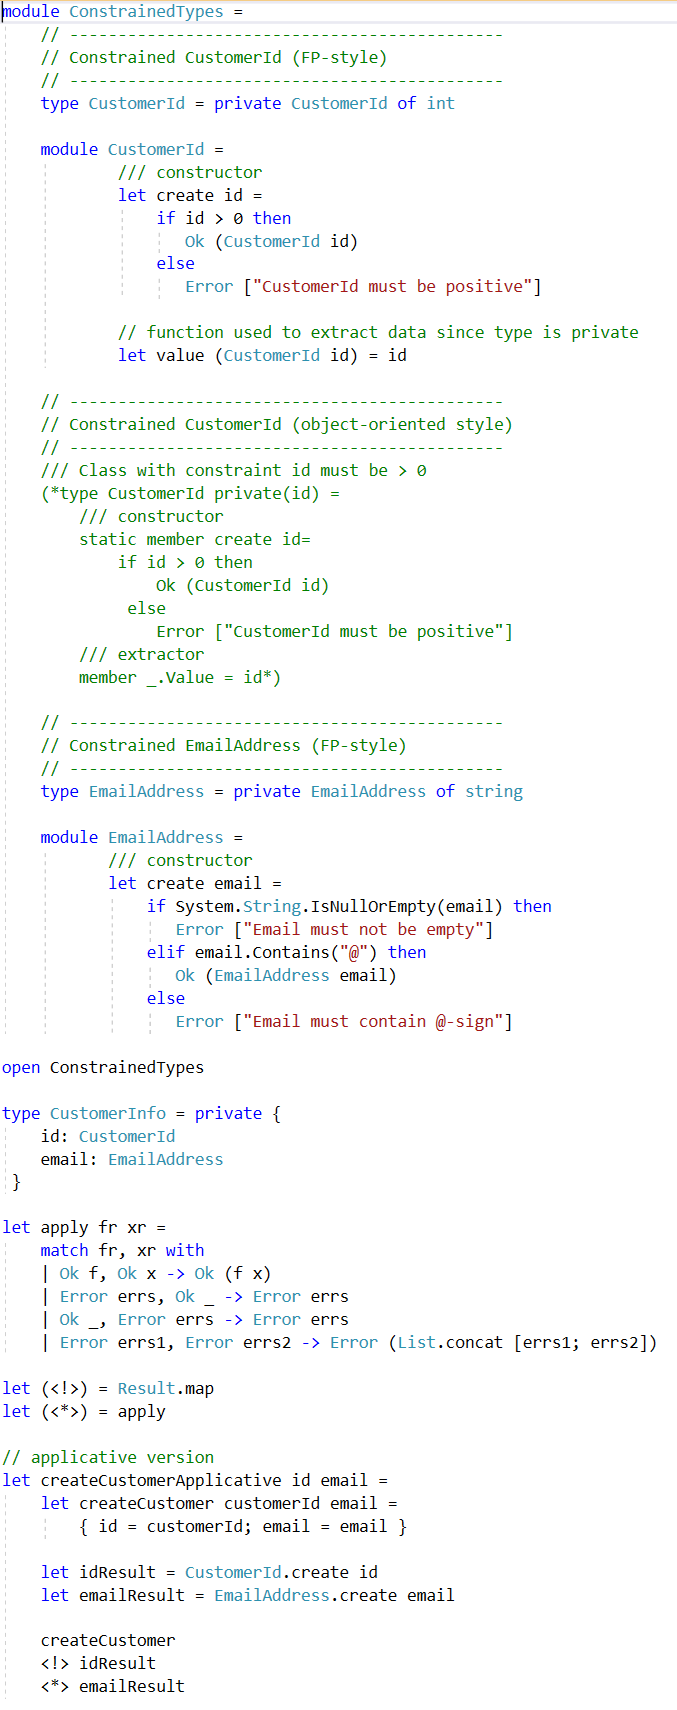 module ConstrainedTypes =
    // ---------------------------------------------
    // Constrained CustomerId (FP-style)
    // ---------------------------------------------
    type CustomerId = private CustomerId of int

    module CustomerId =
            /// constructor
            let create id =
                if id > 0 then
                   Ok (CustomerId id)
                else
                   Error ["CustomerId must be positive"]

            // function used to extract data since type is private
            let value (CustomerId id) = id

    // ---------------------------------------------
    // Constrained CustomerId (object-oriented style)
    // ---------------------------------------------
    /// Class with constraint id must be > 0
    (*type CustomerId private(id) =
        /// constructor
        static member create id=
            if id > 0 then
                Ok (CustomerId id)
             else
                Error ["CustomerId must be positive"]
        /// extractor
        member _.Value = id*)

    // ---------------------------------------------
    // Constrained EmailAddress (FP-style)
    // ---------------------------------------------
    type EmailAddress = private EmailAddress of string

    module EmailAddress =
           /// constructor
           let create email =
               if System.String.IsNullOrEmpty(email) then
                  Error ["Email must not be empty"]
               elif email.Contains("@") then
                  Ok (EmailAddress email)
               else
                  Error ["Email must contain @-sign"]

open ConstrainedTypes

type CustomerInfo = private {
    id: CustomerId
    email: EmailAddress
 }

let apply fr xr =
    match fr, xr with
    | Ok f, Ok x -> Ok (f x)
    | Error errs, Ok _ -> Error errs
    | Ok _, Error errs -> Error errs
    | Error errs1, Error errs2 -> Error (List.concat [errs1; errs2])

let (<!>) = Result.map
let (<*>) = apply

// applicative version
let createCustomerApplicative id email =
    let createCustomer customerId email =
        { id = customerId; email = email }

    let idResult = CustomerId.create id
    let emailResult = EmailAddress.create email

    createCustomer
    <!> idResult
    <*> emailResult